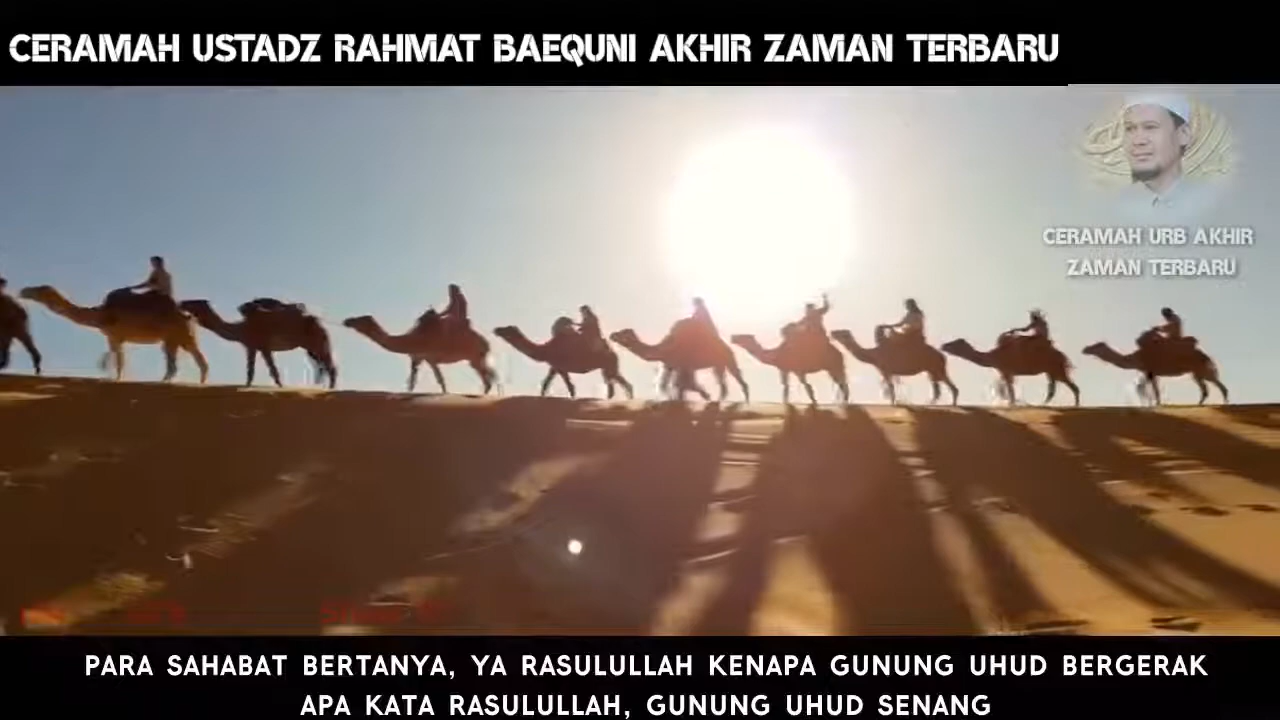 CERAMAH USTADZ RAHMAT BAEQUNI AKHIR ZAMAN TERBARU
CERAMAH URB AKHIR
ZAMAN TERBARU
PARA SAHABAT BERTANYA, YA RASULULLAH KENAPA GUNUNG UHUD BERGERAK
APA KATA RASULULLAH, GUNUNG UHUD SENANG